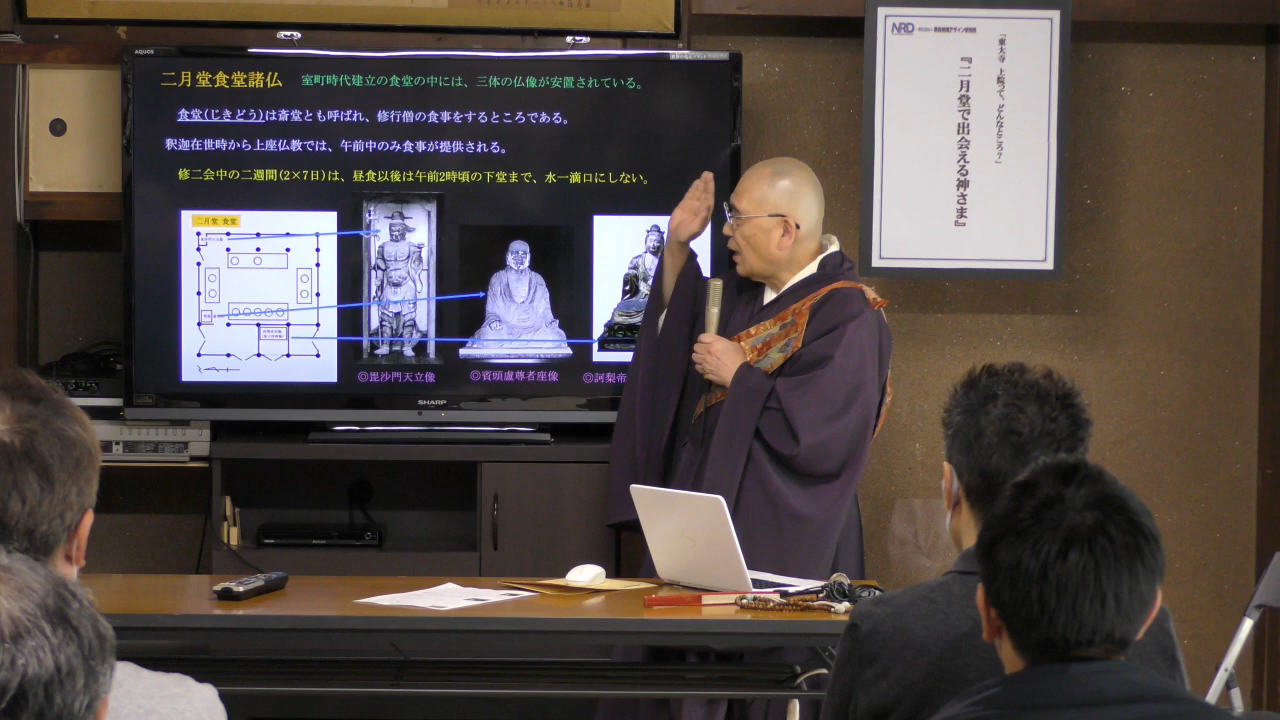 AQUOS
二月堂食堂諸仏 室町時代建立の食堂の中には、三体の仏像が安置されている。
食堂(じきどう)は斎堂とも呼ばれ、修行僧の食事をするところである。
釈迦在世時から上座仏教では、午前中のみ食事が提供される。
修二会中の二週間(2×7日)は、昼食以後は午前2時頃の下堂まで、水一滴口にしない。
二月堂 食堂
◎毘沙門天立像
◎賓頭盧尊者座像
◎訶梨帝
SHARP
NRD
『東大寺 上院って、どんなところ?』
『二月堂で出会える神さま』